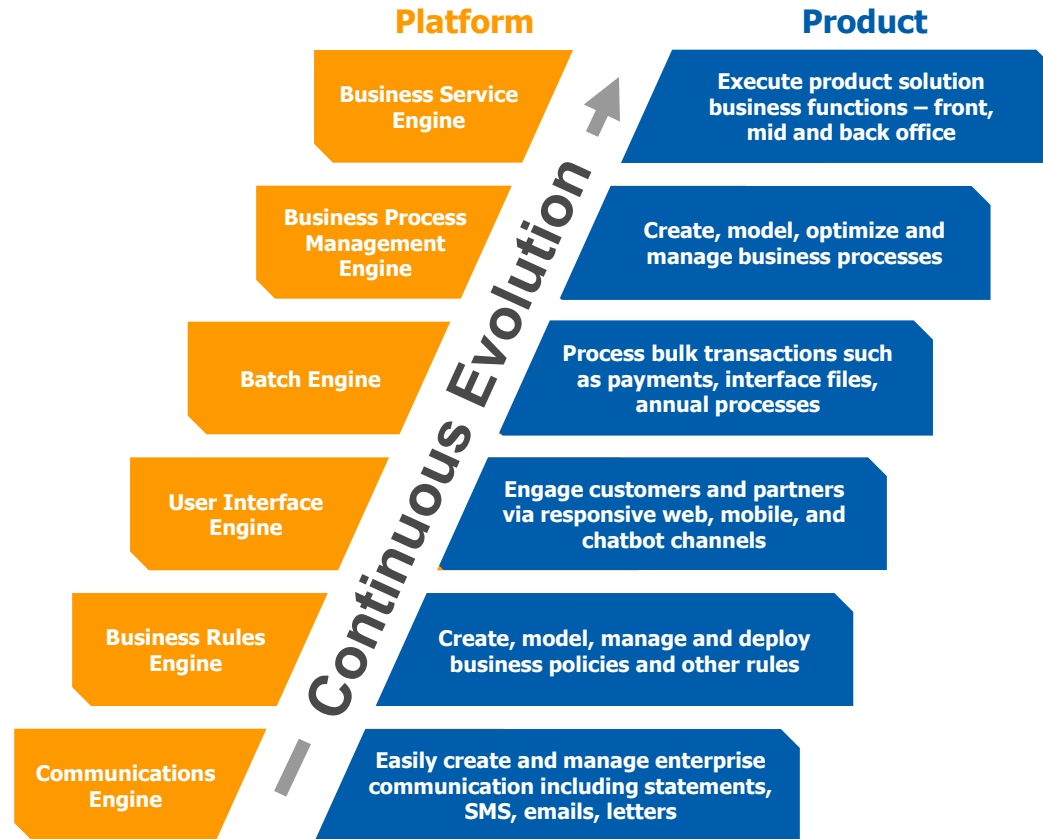 Platform
Product
Business Service
Engine
Execute product solution
business functions – front,
mid and back office
Business Process
Management
Engine
Create, model, optimize and
manage business processes
Batch Engine
Process bulk transactions such
as payments, interface files,
annual processes
User Interface
Engine
Engage customers and partners
via responsive web, mobile, and
chatbot channels
Business Rules
Engine
Create, model, manage and deploy
business policies and other rules
Communications
Engine
Easily create and manage enterprise
communication including statements,
SMS, emails, letters
Continuous Evolution